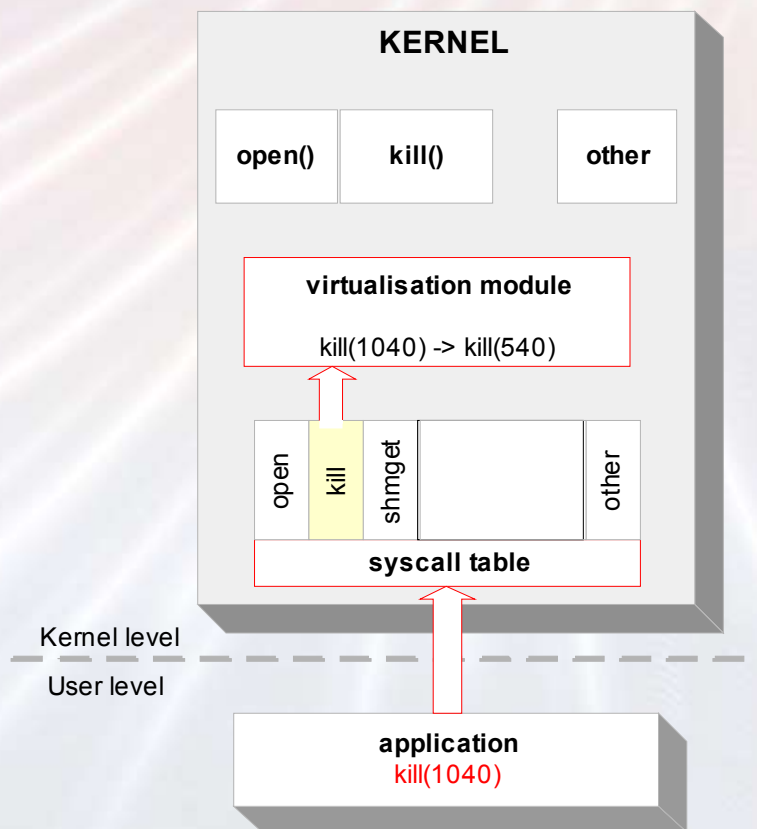 KERNEL
open()
kill()
other
virtualisation module
kill(1040) -> kill(540)
open
kill
shmget
other
syscall table
Kernel level
User level
application
kill(1040)